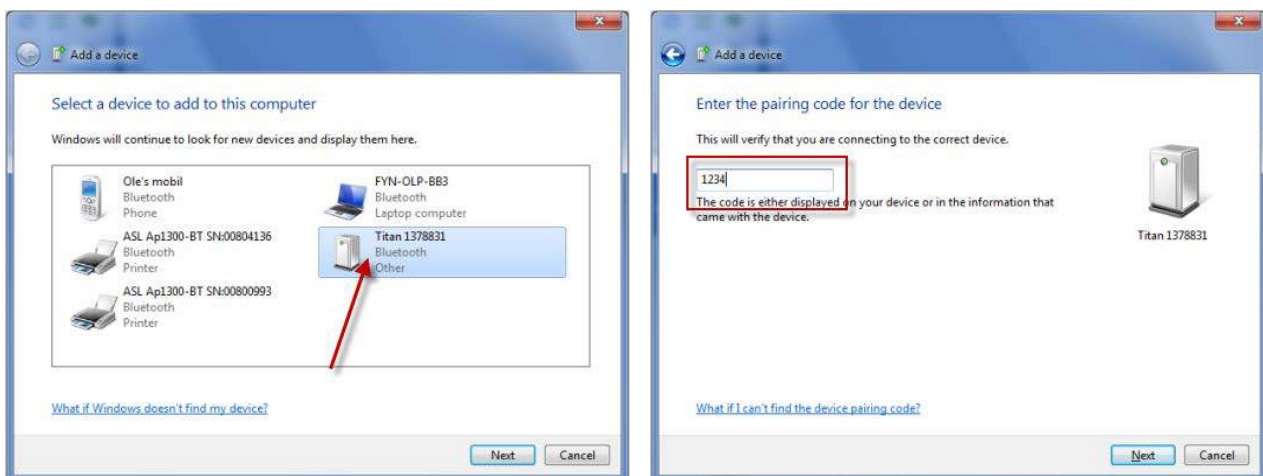 Add a device
Select a device to add to this computer
Windows will continue to look for new devices and display them here.
Ole's mobil
Bluetooth
Phone
FYN-OLP-BB3
Bluetooth
Laptop computer
ASL Ap1300-BT SN:00804136
Bluetooth
Printer
Titan 1378831
Bluetooth
Other
ASL Ap1300-BT SN:00800993
Bluetooth
Printer
What if Windows doesn't find my device?
Next
Cancel
Add a device
Enter the pairing code for the device
This will verify that you are connecting to the correct device.
1234
The code is either displayed on your device or in the information that
came with the device.
Titan 1378831
What if I can't find the device pairing code?
Next
Cancel